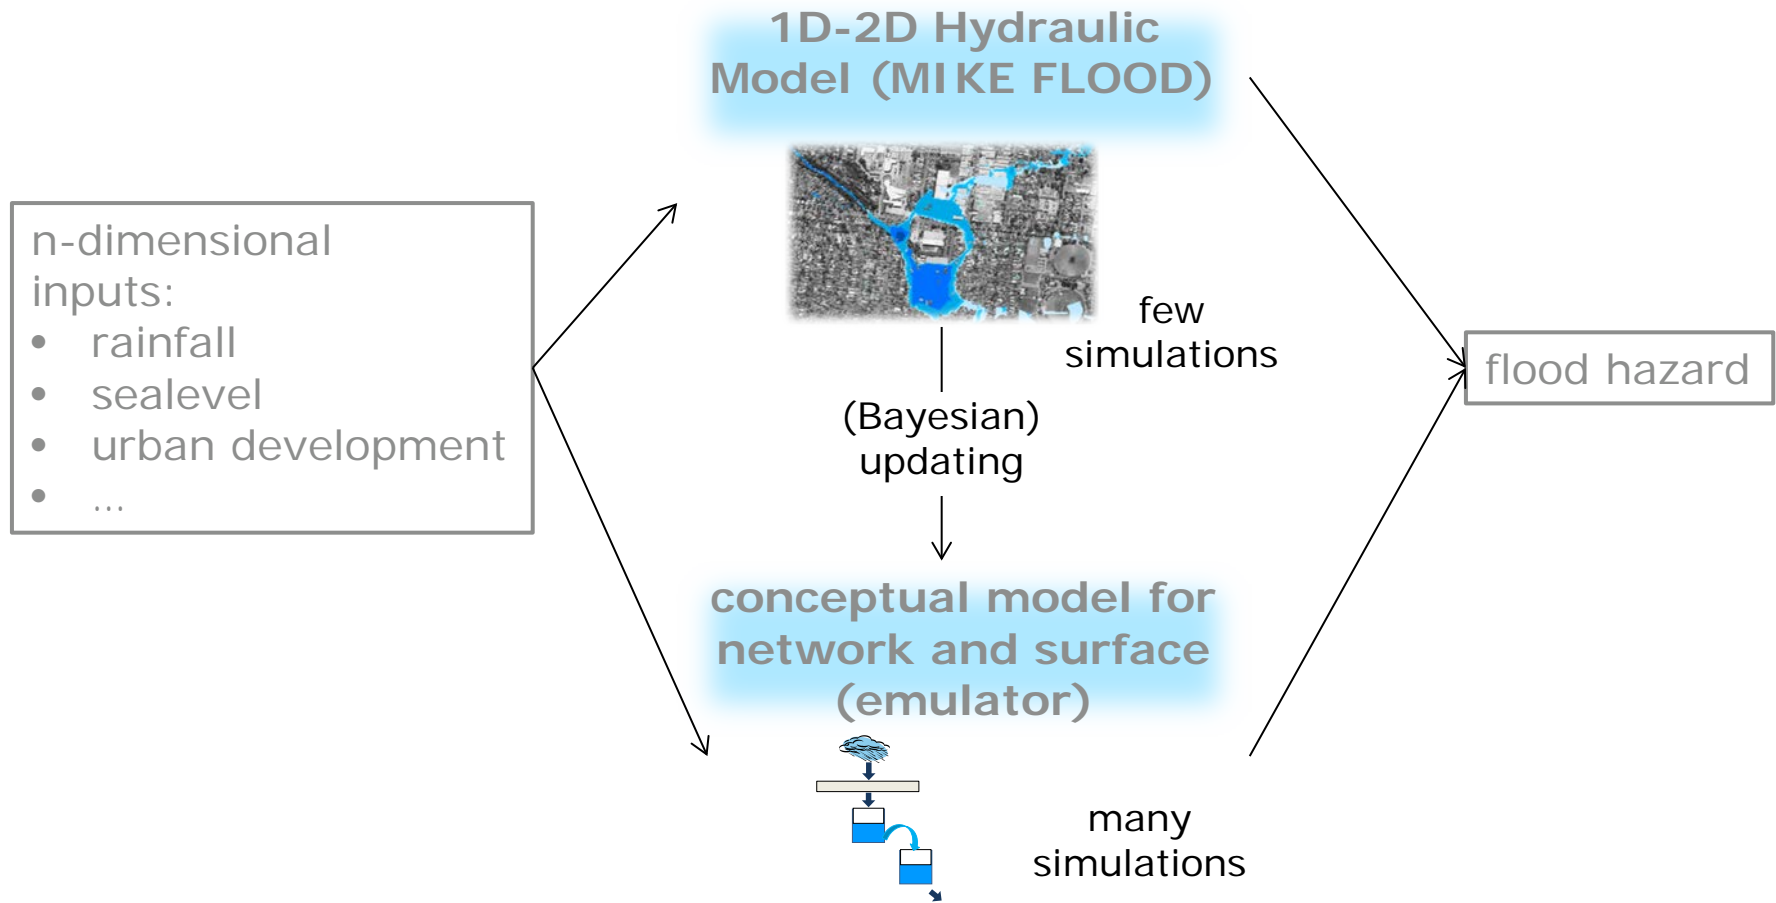 1D-2D Hydraulic
Model (MIKE FLOOD)
n-dimensional
inputs:
• rainfall
• sealevel
• urban development
• ...
few
simulations
(Bayesian)
updating
flood hazard
conceptual model for
network and surface
(emulator)
many
simulations